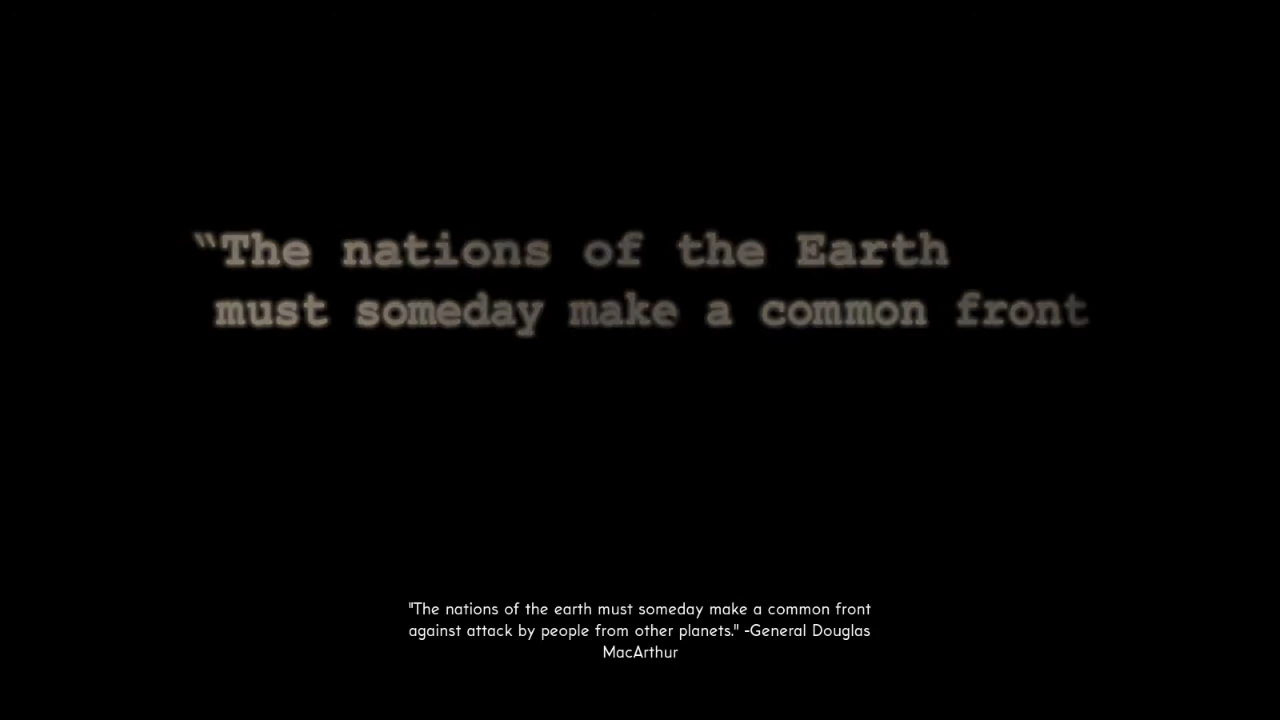 “The nations of the Earth
must someday make a common front
"The nations of the earth must someday make a common front
against attack by people from other planets." -General Douglas
MacArthur